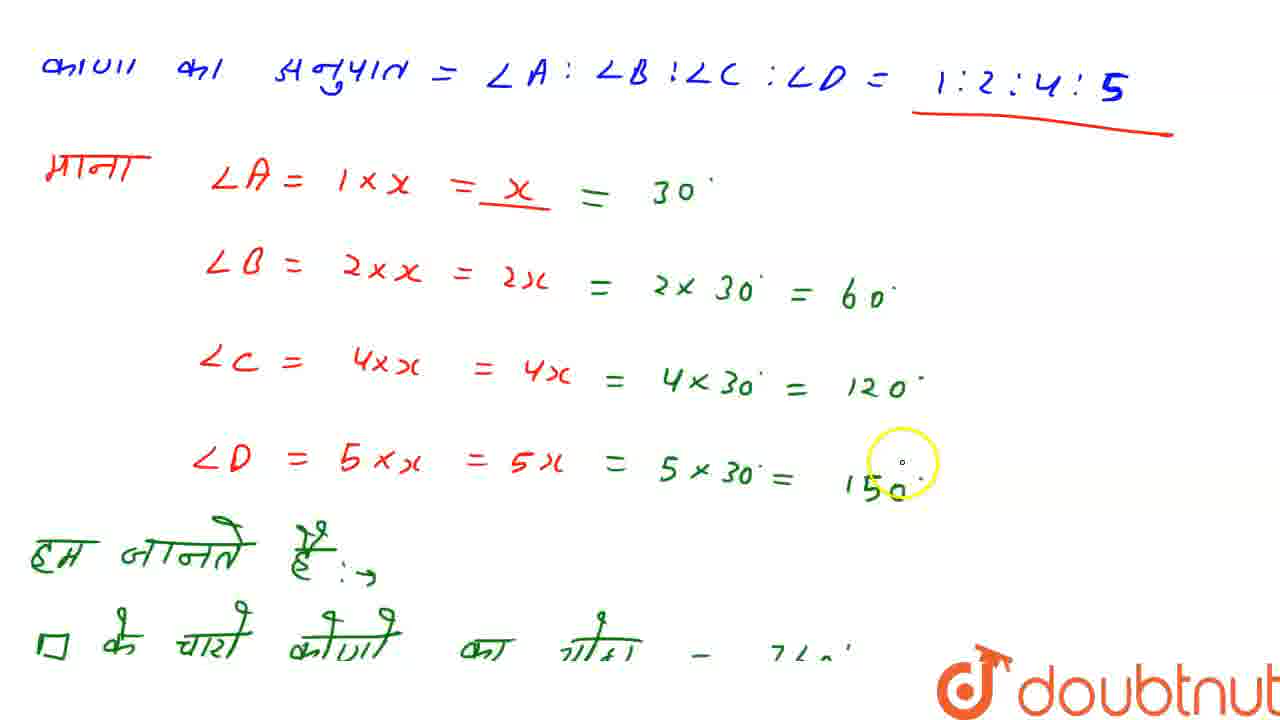 कोणों का अनुपात = ∠A : ∠B : ∠C : ∠D = 1 : 2 : 4 : 5
माना ∠A = 1 × x = x = 30°
∠B = 2 × x = 2x = 2 × 30° = 60°
∠C = 4 × x = 4x = 4 × 30° = 120°
∠D = 5 × x = 5x = 5 × 30° = 150°
हम जानते हैं :→
□ के चारो कोणो का = 360°
doubtnut